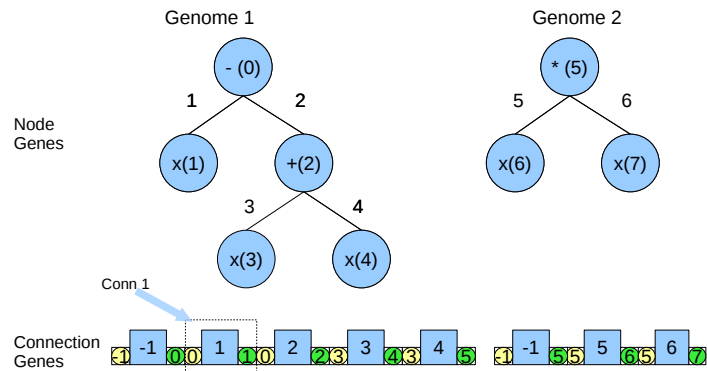 Genome 1 Genome 2
- (0) * (5)
1 2 5 6
Node
Genes
x(1) +(2) x(6) x(7)
3 4
x(3) x(4)
Conn 1
Connection
Genes
-1 -1 0 0 1 1 0 2 2 3 3 4 3 4 5 -1 -1 5 5 5 6 5 6 7